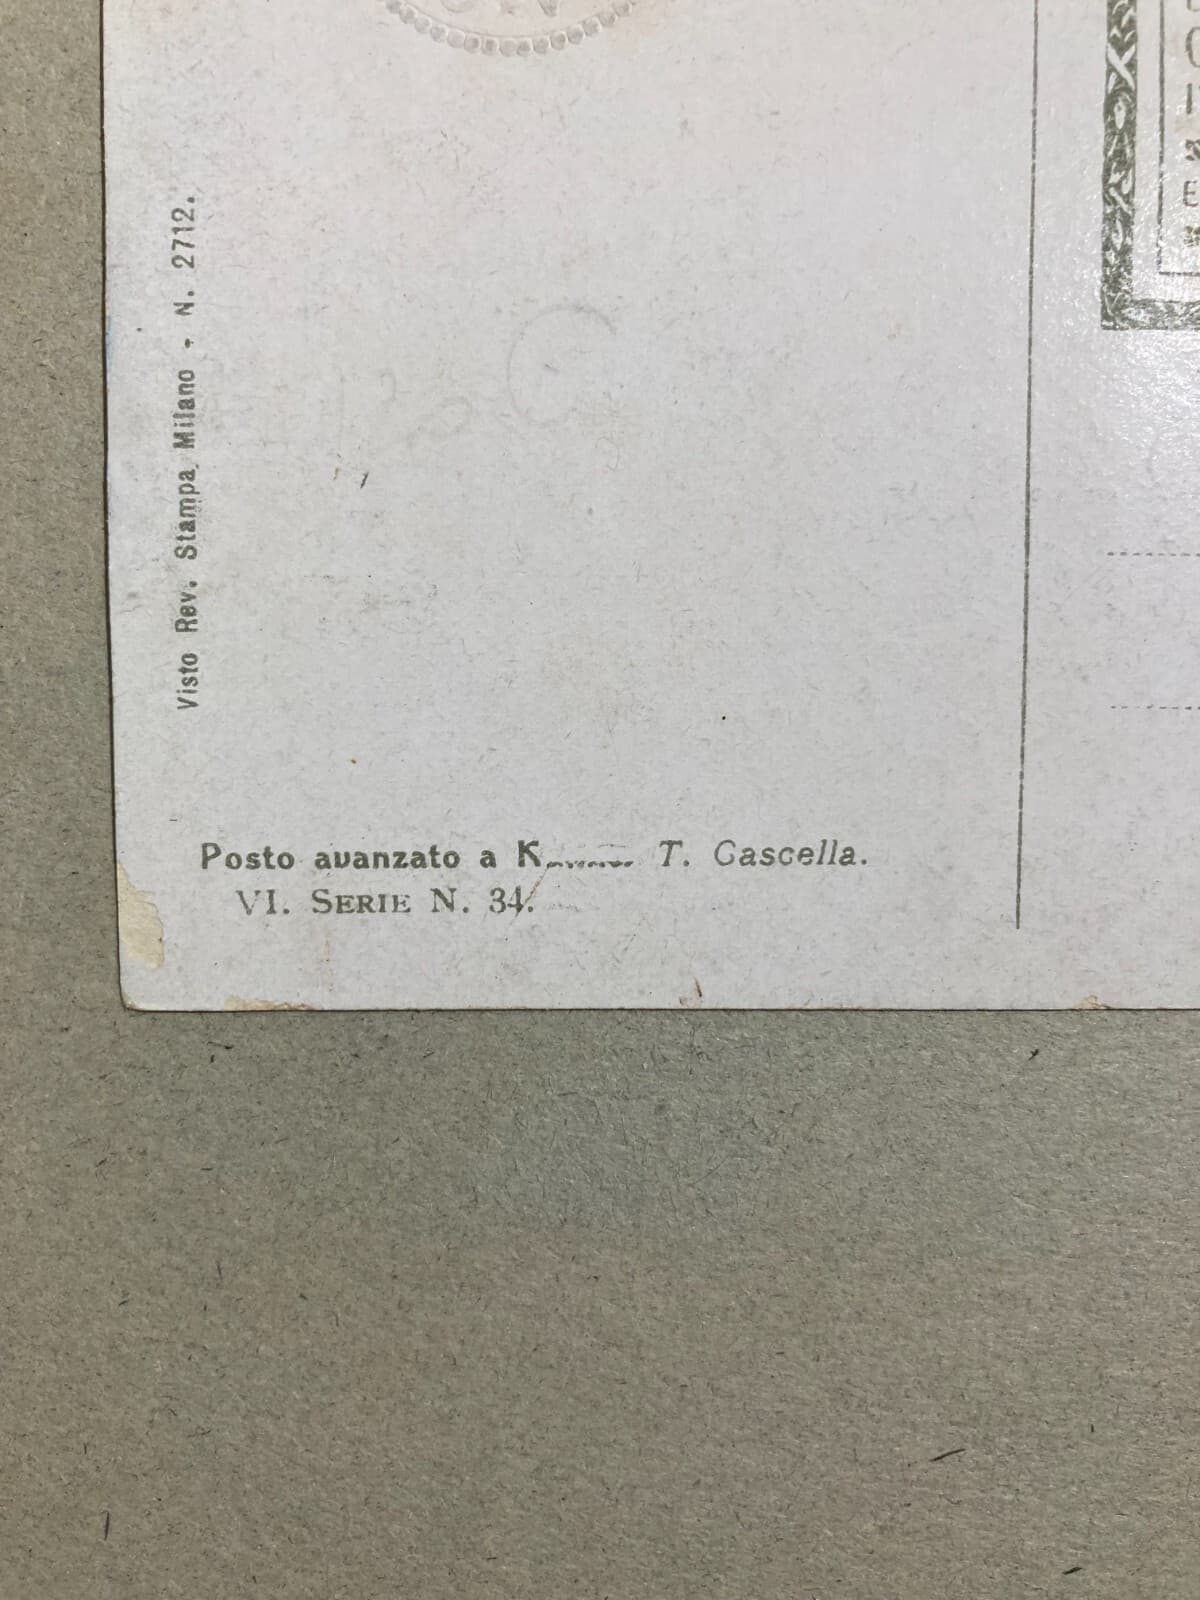 Visto Rev. Stampa Milano - N. 2712.
Posto avanzato a K....... T. Cascella.
VI. SERIE N. 34.